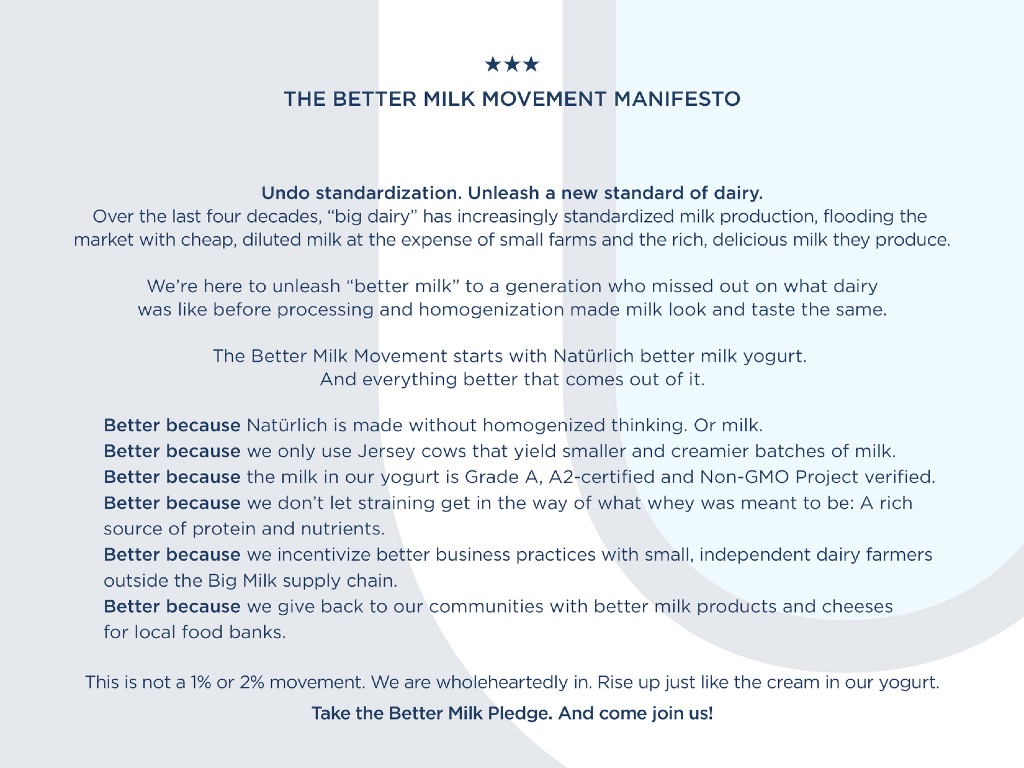 ★★★
THE BETTER MILK MOVEMENT MANIFESTO
Undo standardization. Unleash a new standard of dairy.
Over the last four decades, “big dairy” has increasingly standardized milk production, flooding the
market with cheap, diluted milk at the expense of small farms and the rich, delicious milk they produce.
We’re here to unleash “better milk” to a generation who missed out on what dairy
was like before processing and homogenization made milk look and taste the same.
The Better Milk Movement starts with Natürlich better milk yogurt.
And everything better that comes out of it.
Better because Natürlich is made without homogenized thinking. Or milk.
Better because we only use Jersey cows that yield smaller and creamier batches of milk.
Better because the milk in our yogurt is Grade A, A2-certified and Non-GMO Project verified.
Better because we don’t let straining get in the way of what whey was meant to be: A rich
source of protein and nutrients.
Better because we incentivize better business practices with small, independent dairy farmers
outside the Big Milk supply chain.
Better because we give back to our communities with better milk products and cheeses
for local food banks.
This is not a 1% or 2% movement. We are wholeheartedly in. Rise up just like the cream in our yogurt.
Take the Better Milk Pledge. And come join us!